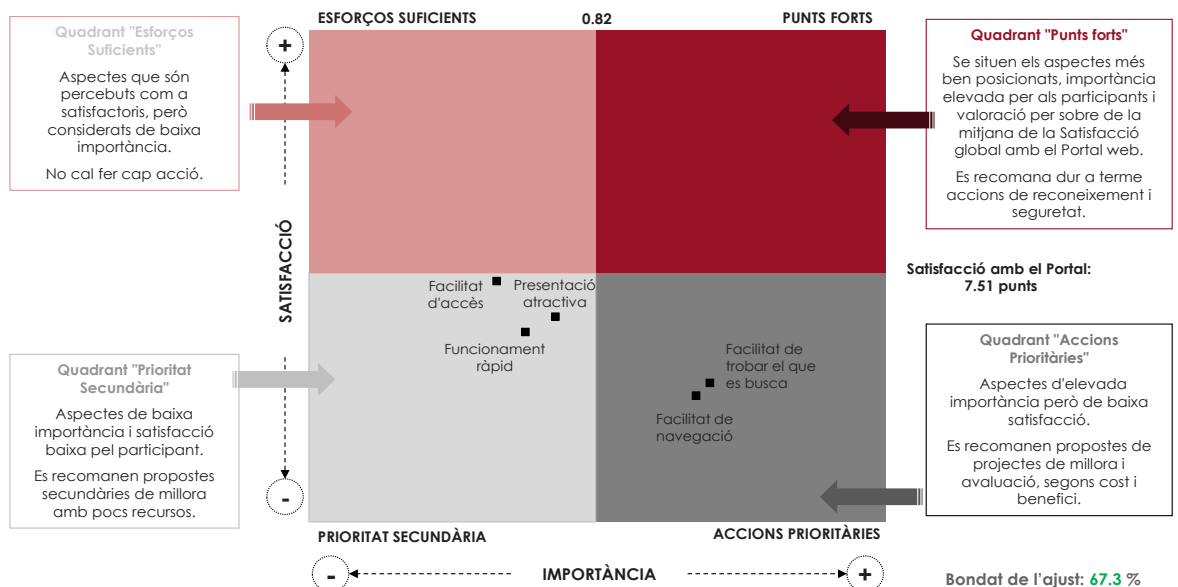 ESFORÇOS SUFICIENTS
0.82
PUNTS FORTS
Quadrant "Esforços
Suficients"
Aspectes que són
percebuts com a
satisfactoris, però
considerats de baixa
importància.
No cal fer cap acció.
+
Quadrant "Punts forts"
Se situen els aspectes més
ben posicionats, importància
elevada per als participants i
valoració per sobre de la
mitjana de la Satisfacció
global amb el Portal web.
Es recomana dur a terme
accions de reconeixement i
seguretat.
SATISFACCIÓ
Satisfacció amb el Portal:
7.51 punts
Facilitat
d'accès
Presentació
atractiva
Funcionament
ràpid
Facilitat de
trobar el que
es busca
Facilitat de
navegació
Quadrant "Prioritat
Secundària"
Aspectes de baixa
importància i satisfacció
baixa pel participant.
Es recomanen propostes
secundàries de millora
amb pocs recursos.
Quadrant "Accions
Prioritàries"
Aspectes d'elevada
importància però de baixa
satisfacció.
Es recomanen propostes de
projectes de millora i
avaluació, segons cost i
benefici.
-
PRIORITAT SECUNDÀRIA
ACCIONS PRIORITÀRIES
-
IMPORTÀNCIA
+
Bondat de l'ajust: 67.3 %